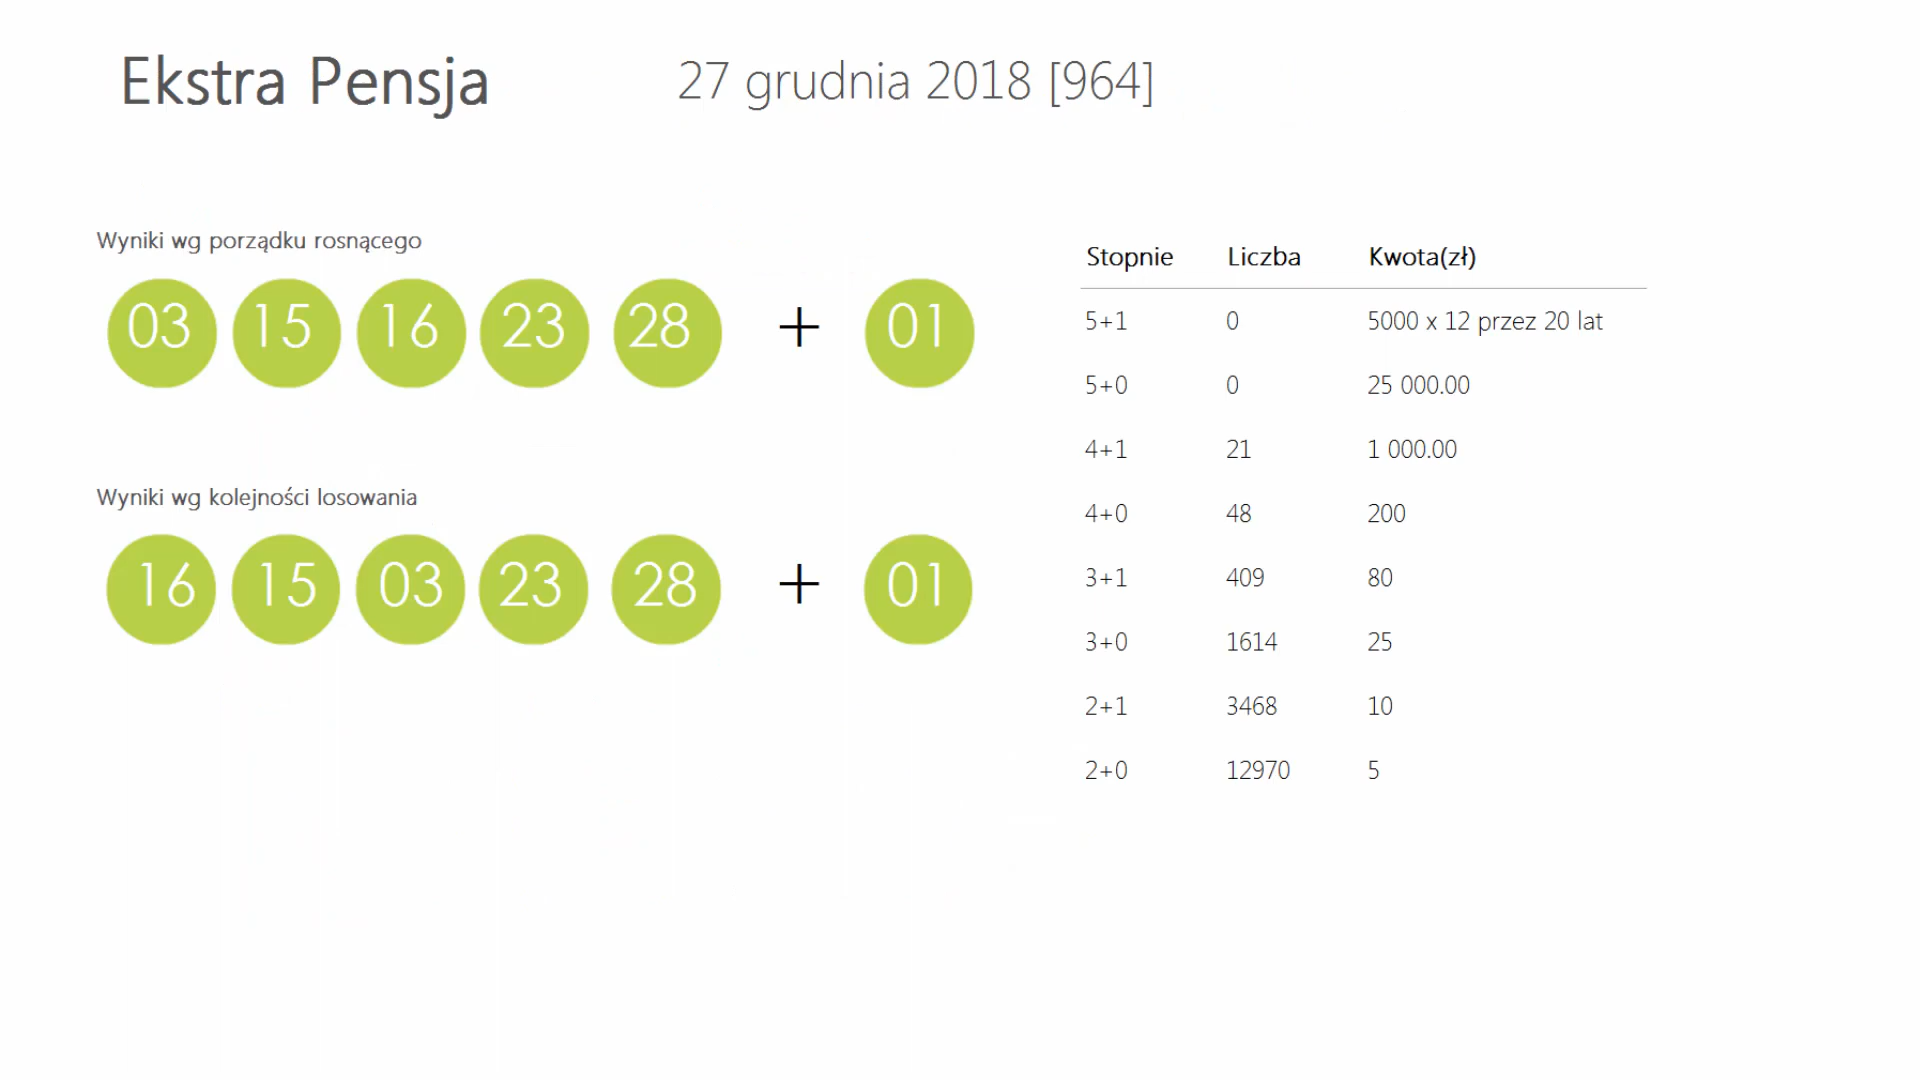 Ekstra Pensja
27 grudnia 2018 [964]
Wyniki wg porządku rosnącego
03 15 16 23 28 + 01
Wyniki wg kolejności losowania
16 15 03 23 28 + 01
Stopnie Liczba Kwota(zł)
5+1 0 5000 x 12 przez 20 lat
5+0 0 25 000.00
4+1 21 1 000.00
4+0 48 200
3+1 409 80
3+0 1614 25
2+1 3468 10
2+0 12970 5